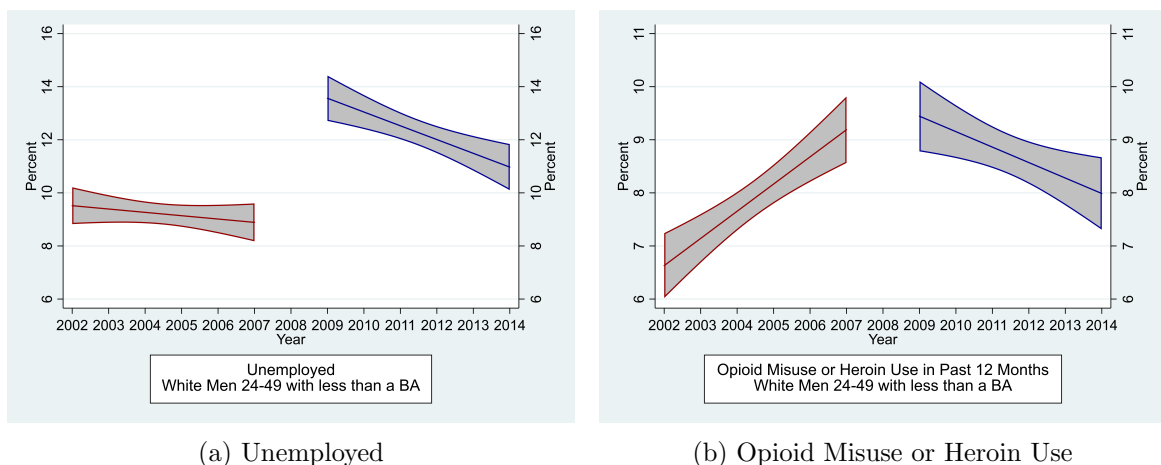 16
14
12
10
8
6
Percent
16
14
12
10
8
6
Percent
2002 2003 2004 2005 2006 2007 2008 2009 2010 2011 2012 2013 2014
Year
Unemployed
White Men 24-49 with less than a BA
(a) Unemployed
11
10
9
8
7
6
Percent
11
10
9
8
7
6
Percent
2002 2003 2004 2005 2006 2007 2008 2009 2010 2011 2012 2013 2014
Year
Opioid Misuse or Heroin Use in Past 12 Months
White Men 24-49 with less than a BA
(b) Opioid Misuse or Heroin Use